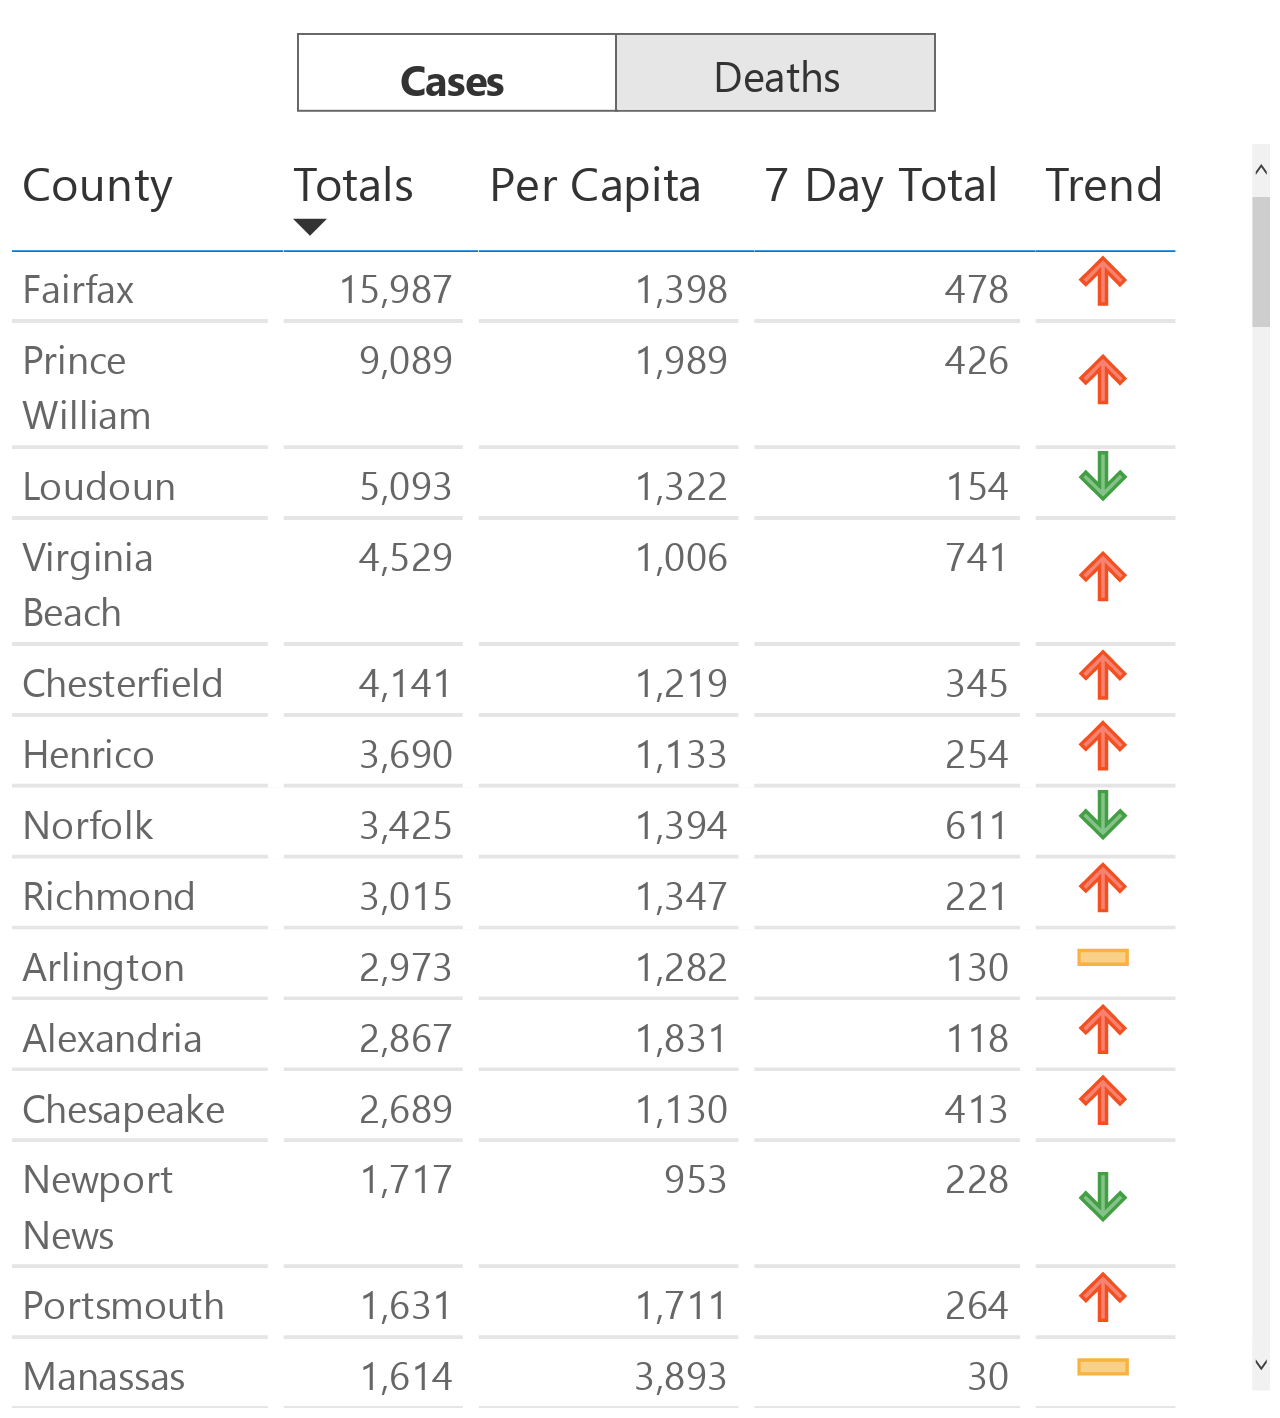 Cases Deaths
County Totals Per Capita 7 Day Total Trend
Fairfax 15,987 1,398 478
Prince 9,089 1,989 426
William
Loudoun 5,093 1,322 154
Virginia 4,529 1,006 741
Beach
Chesterfield 4,141 1,219 345
Henrico 3,690 1,133 254
Norfolk 3,425 1,394 611
Richmond 3,015 1,347 221
Arlington 2,973 1,282 130
Alexandria 2,867 1,831 118
Chesapeake 2,689 1,130 413
Newport 1,717 953 228
News
Portsmouth 1,631 1,711 264
Manassas 1,614 3,893 30